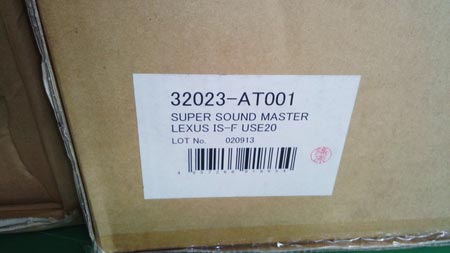 32023-AT001
SUPER SOUND MASTER
LEXUS IS-F USE20
LOT No. 020913